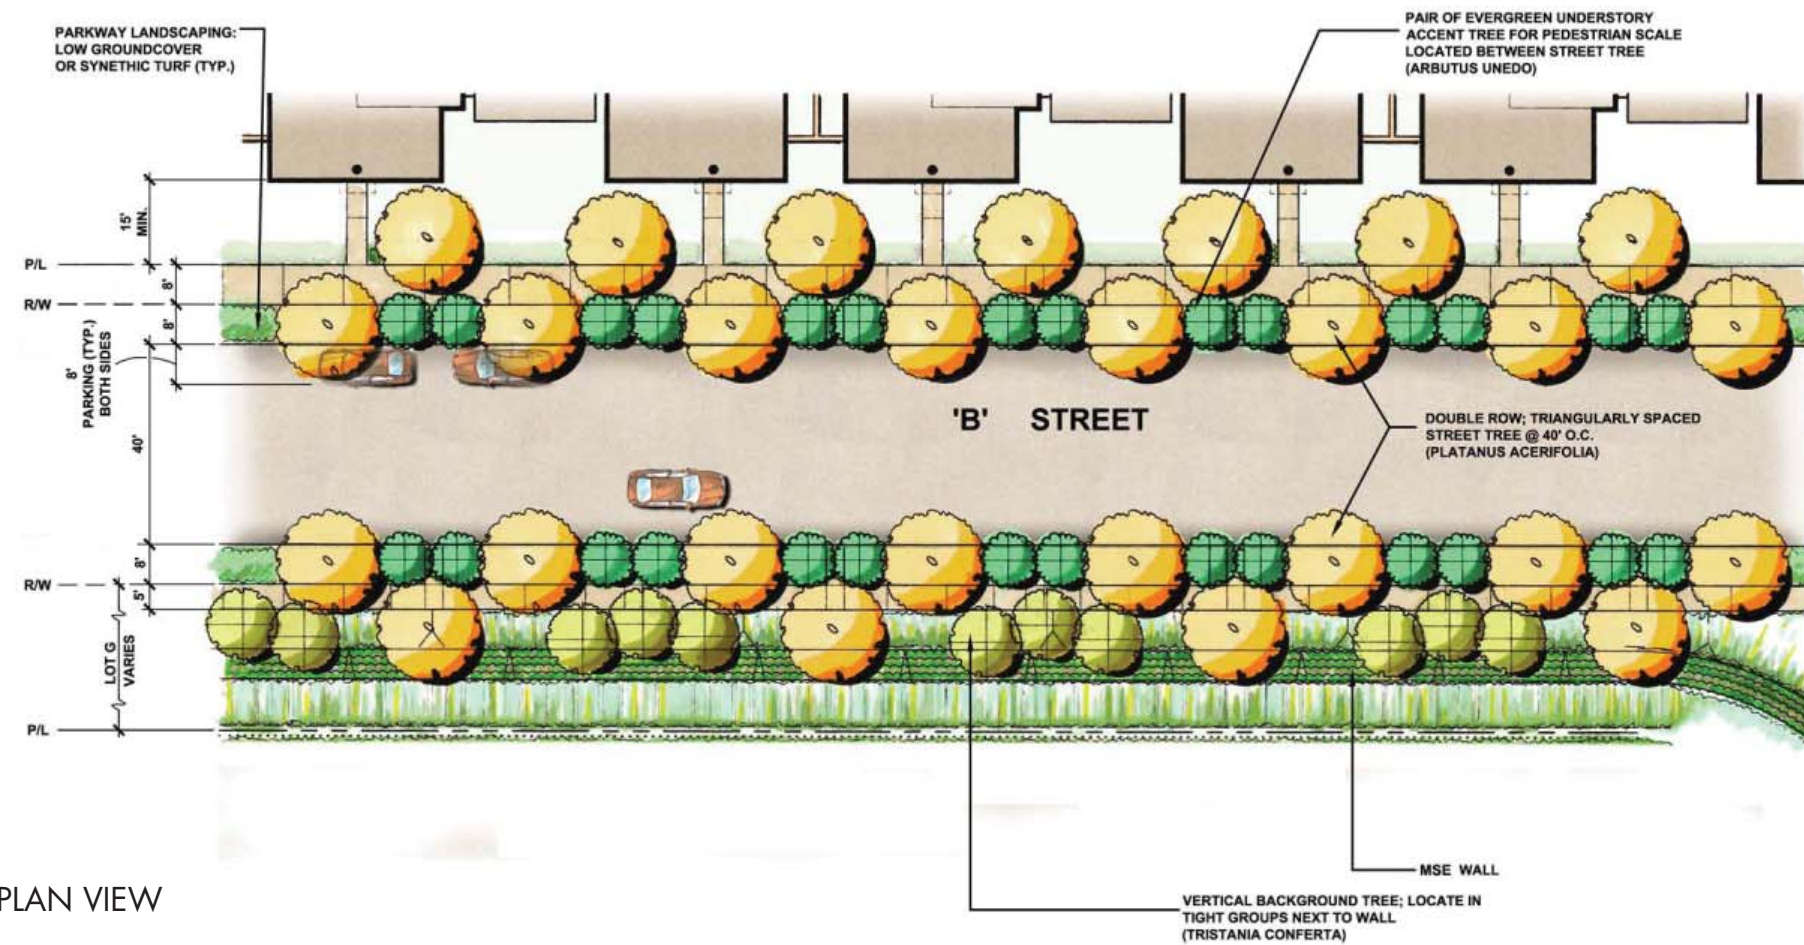 PARKWAY LANDSCAPING:
LOW GROUNDCOVER
OR SYNETHIC TURF (TYP.)
PAIR OF EVERGREEN UNDERSTORY
ACCENT TREE FOR PEDESTRIAN SCALE
LOCATED BETWEEN STREET TREE
(ARBUTUS UNEDO)
15'
MIN.
P/L
8'
R/W
8'
8'
PARKING (TYP.)
BOTH SIDES
40'
'B' STREET
DOUBLE ROW; TRIANGULARLY SPACED
STREET TREE @ 40' O.C.
(PLATANUS ACERIFOLIA)
8'
R/W
5'
LOT G
VARIES
P/L
MSE WALL
VERTICAL BACKGROUND TREE; LOCATE IN
TIGHT GROUPS NEXT TO WALL
(TRISTANIA CONFERTA)
PLAN VIEW